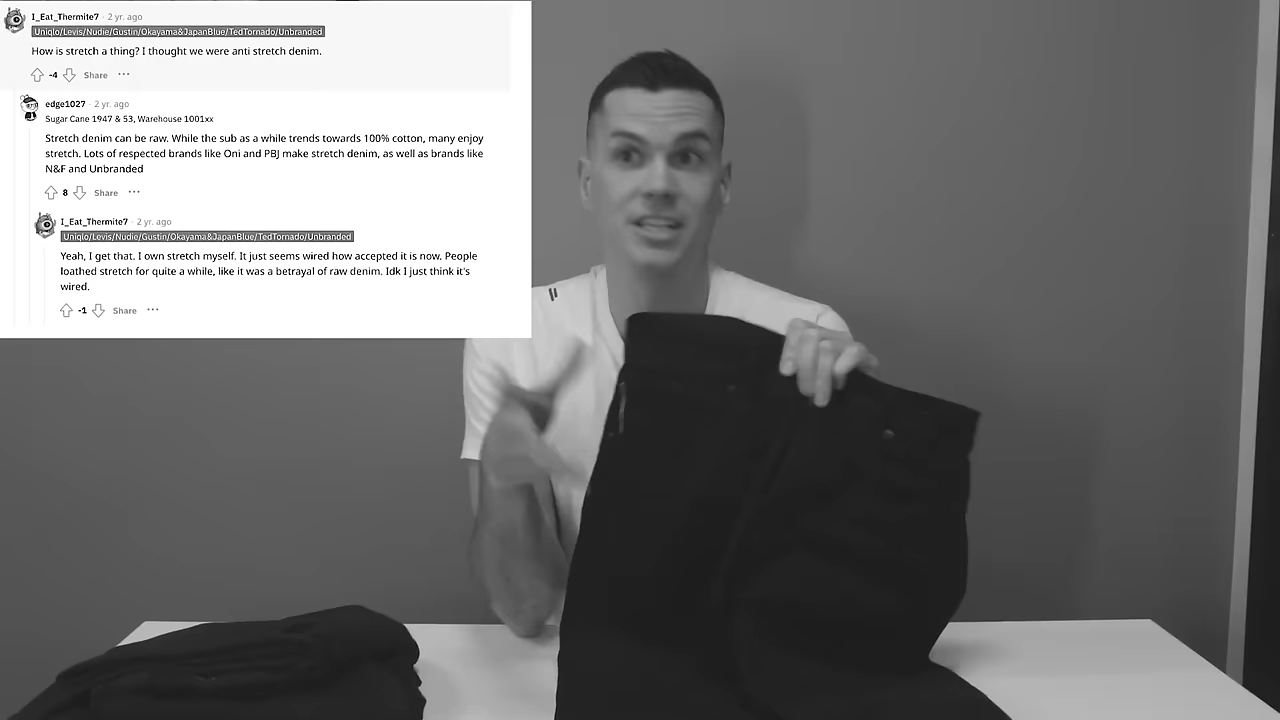 I_Eat_Thermite7 · 2 yr. ago
Uniqlo/Levis/Nudie/Gustin/Okayama&JapanBlue/TedTornado/Unbranded
How is stretch a thing? I thought we were anti stretch denim.
-4 Share ...
edge1027 · 2 yr. ago
Sugar Cane 1947 & 53, Warehouse 1001xx
Stretch denim can be raw. While the sub as a while trends towards 100% cotton, many enjoy
stretch. Lots of respected brands like Oni and PBJ make stretch denim, as well as brands like
N&F and Unbranded
8 Share ...
I_Eat_Thermite7 · 2 yr. ago
Uniqlo/Levis/Nudie/Gustin/Okayama&JapanBlue/TedTornado/Unbranded
Yeah, I get that. I own stretch myself. It just seems wired how accepted it is now. People
loathed stretch for quite a while, like it was a betrayal of raw denim. Idk I just think it's
wired.
-1 Share ...